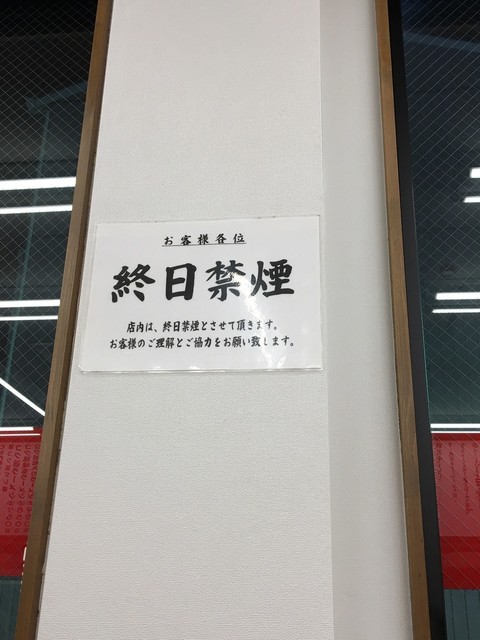 お客様各位
終日禁煙
店内は、終日禁煙とさせて頂きます。
お客様のご理解とご協力をお願い致します。